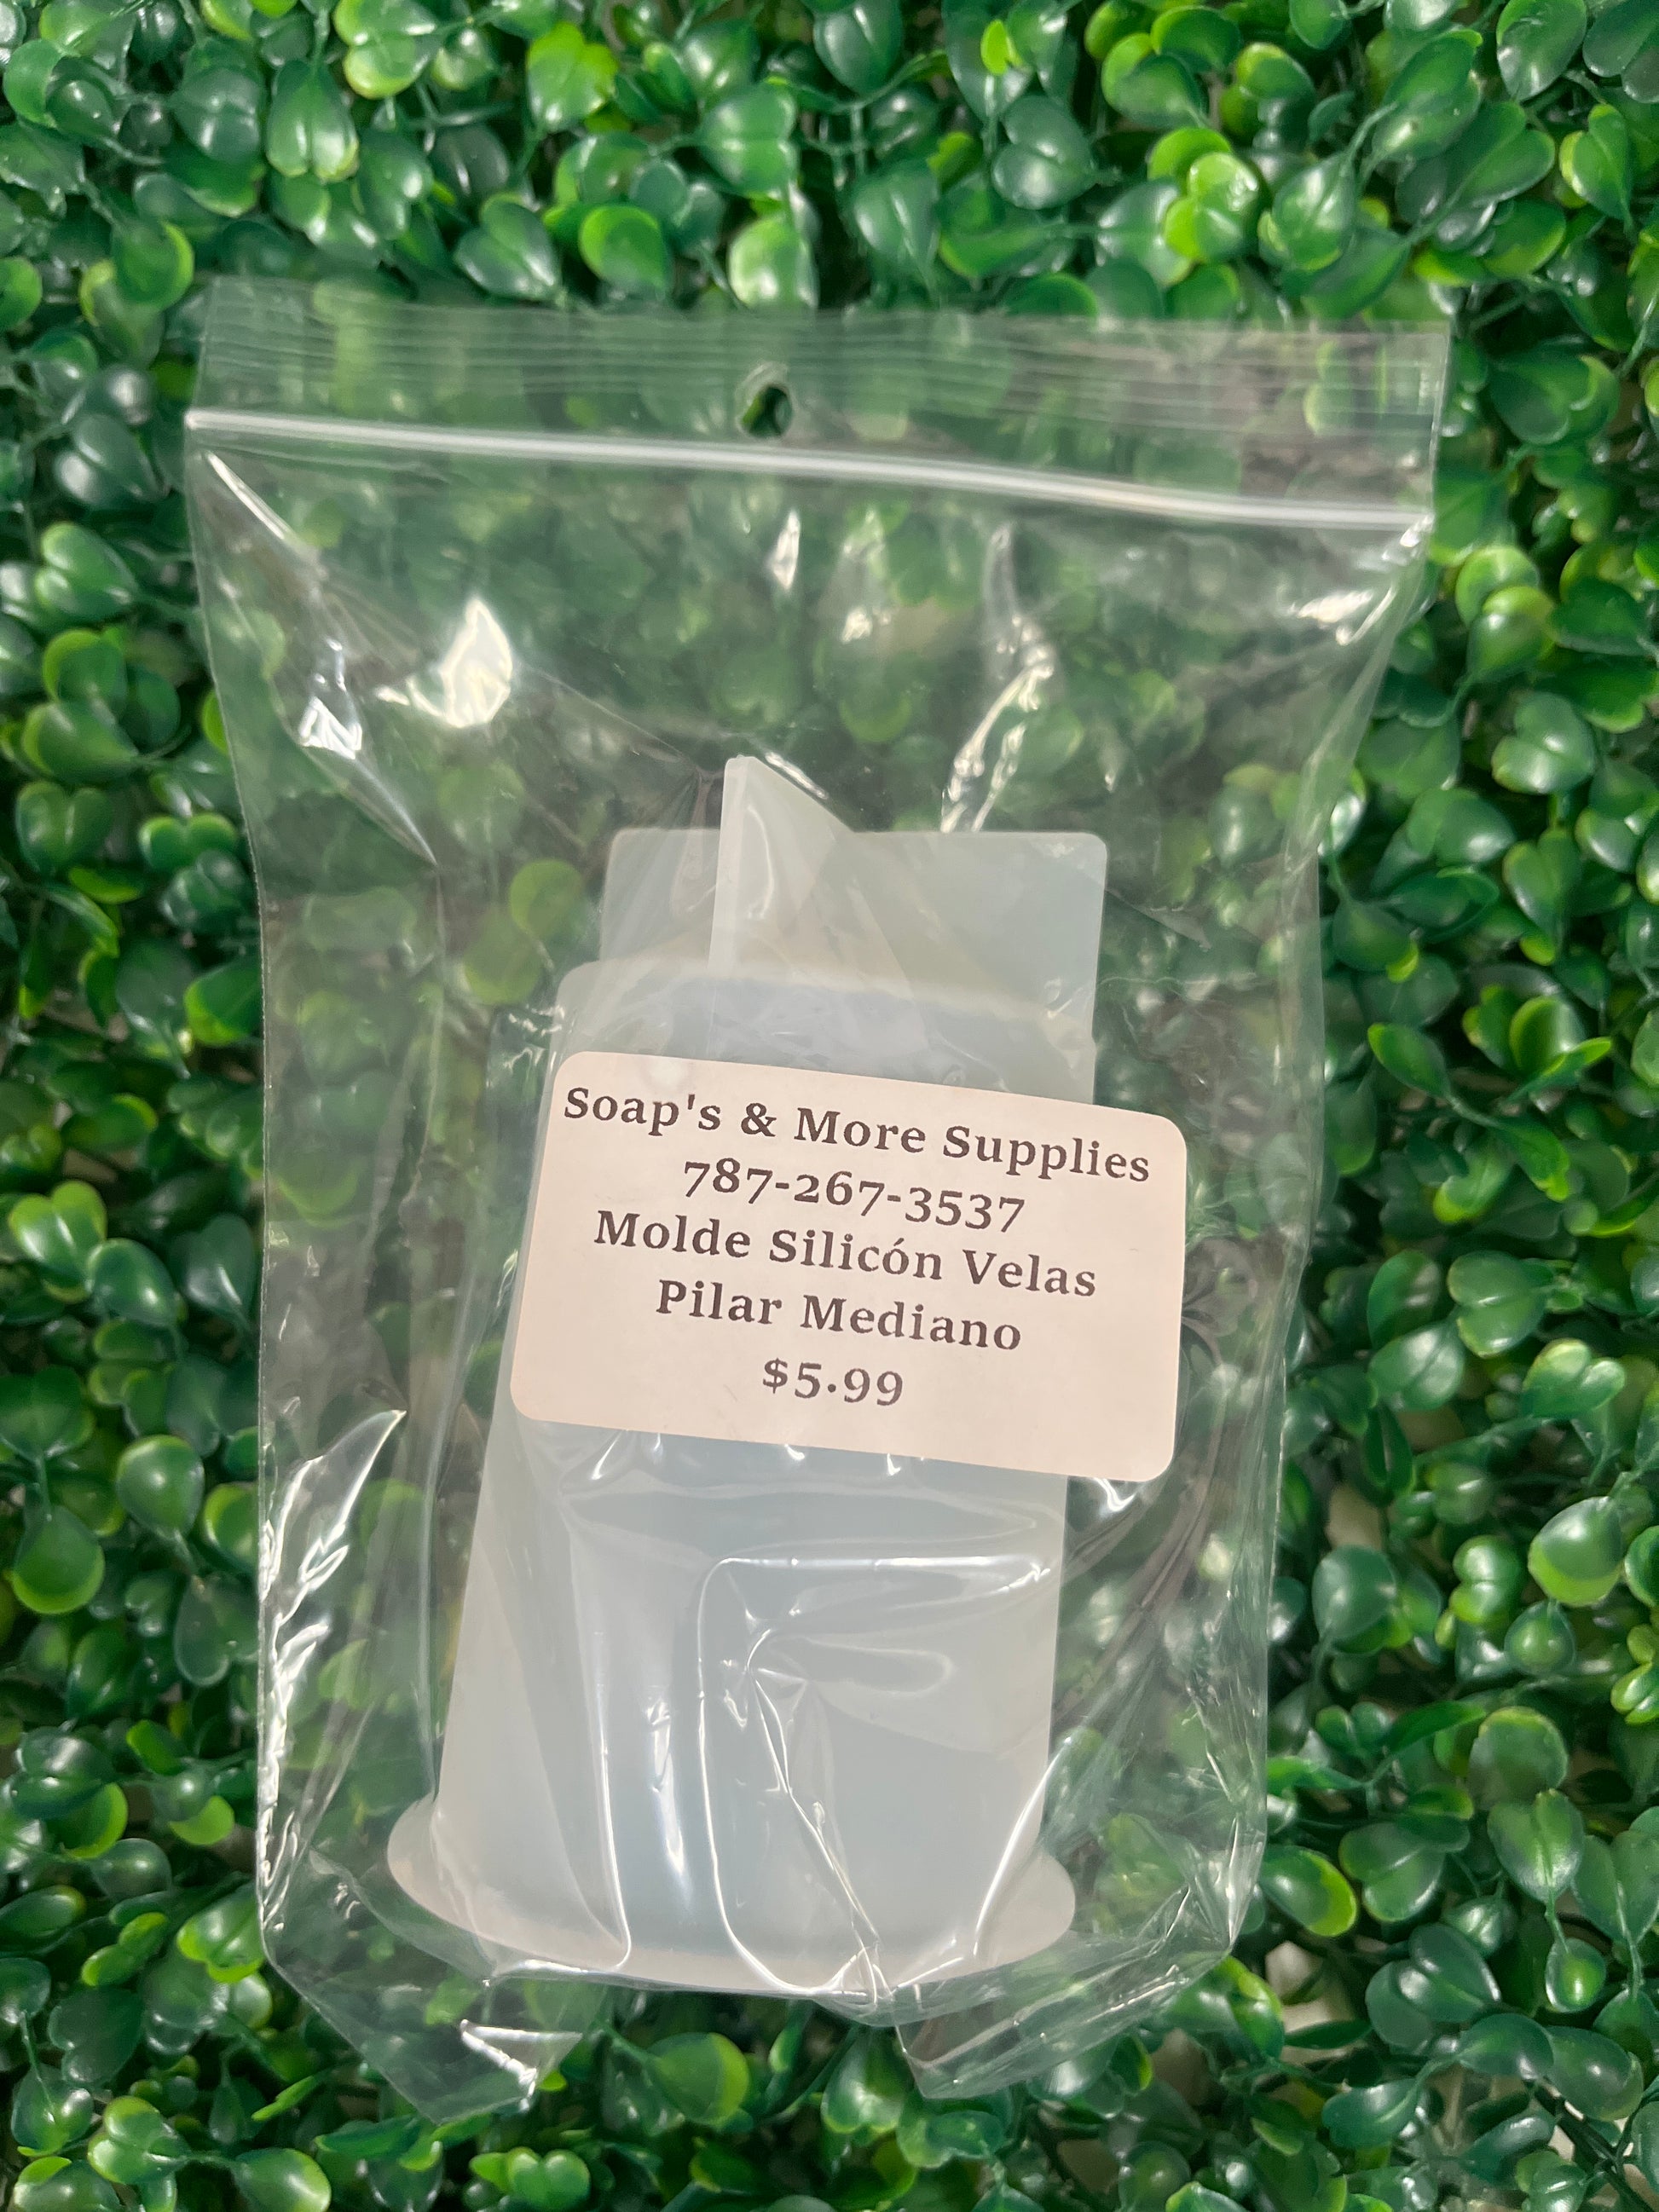 Soap's & More Supplies
787-267-3537
Molde Silicón Velas
Pilar Mediano
$5.99